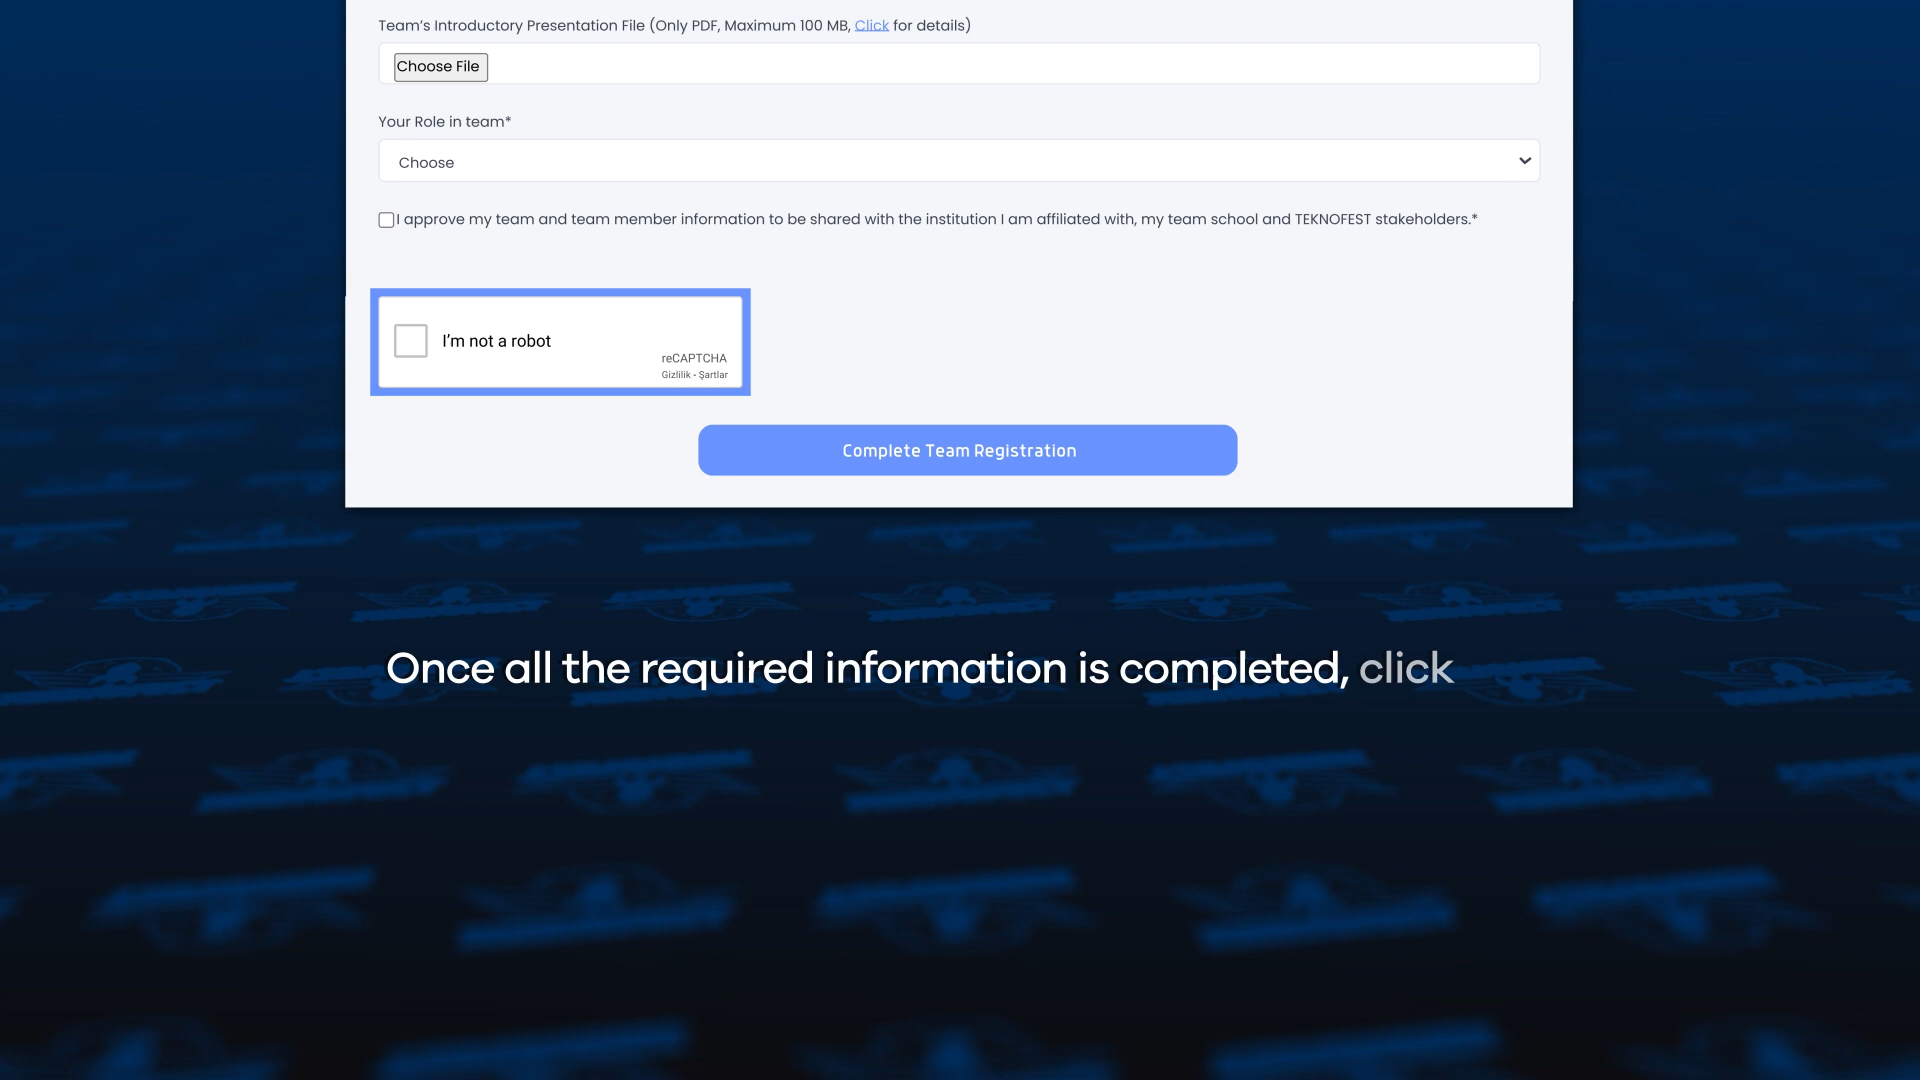 Team’s Introductory Presentation File (Only PDF, Maximum 100 MB, Click for details)
Choose File
Your Role in team*
Choose
I approve my team and team member information to be shared with the institution I am affiliated with, my team school and TEKNOFEST stakeholders.*
I’m not a robot
reCAPTCHA
Gizlilik - Şartlar
Complete Team Registration
Once all the required information is completed, click